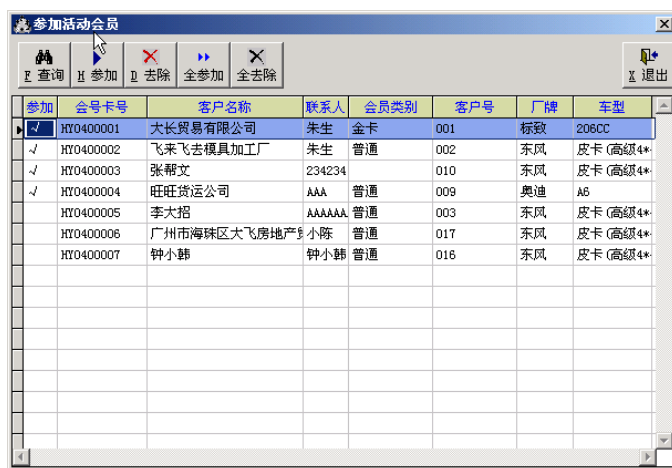 参加活动会员
F 查询 H 参加 D 去除 全参加 全去除 X 退出
参加 会号卡号 客户名称 联系人 会员类别 客户号 厂牌 车型
√ HY0400001 大长贸易有限公司 朱生 金卡 001 标致 206CC
√ HY0400002 飞来飞去模具加工厂 朱生 普通 002 东风 皮卡(高级4*
√ HY0400003 张帮文 234234 010 东风 皮卡(高级4*
√ HY0400004 旺旺货运公司 AAA 普通 009 奥迪 A6
HY0400005 李大招 AAAAAA 普通 003 东风 皮卡(高级4*
HY0400006 广州市海珠区大飞房地产 小陈 普通 017 东风 皮卡(高级4*
HY0400007 钟小韩 钟小韩 普通 016 东风 皮卡(高级4*